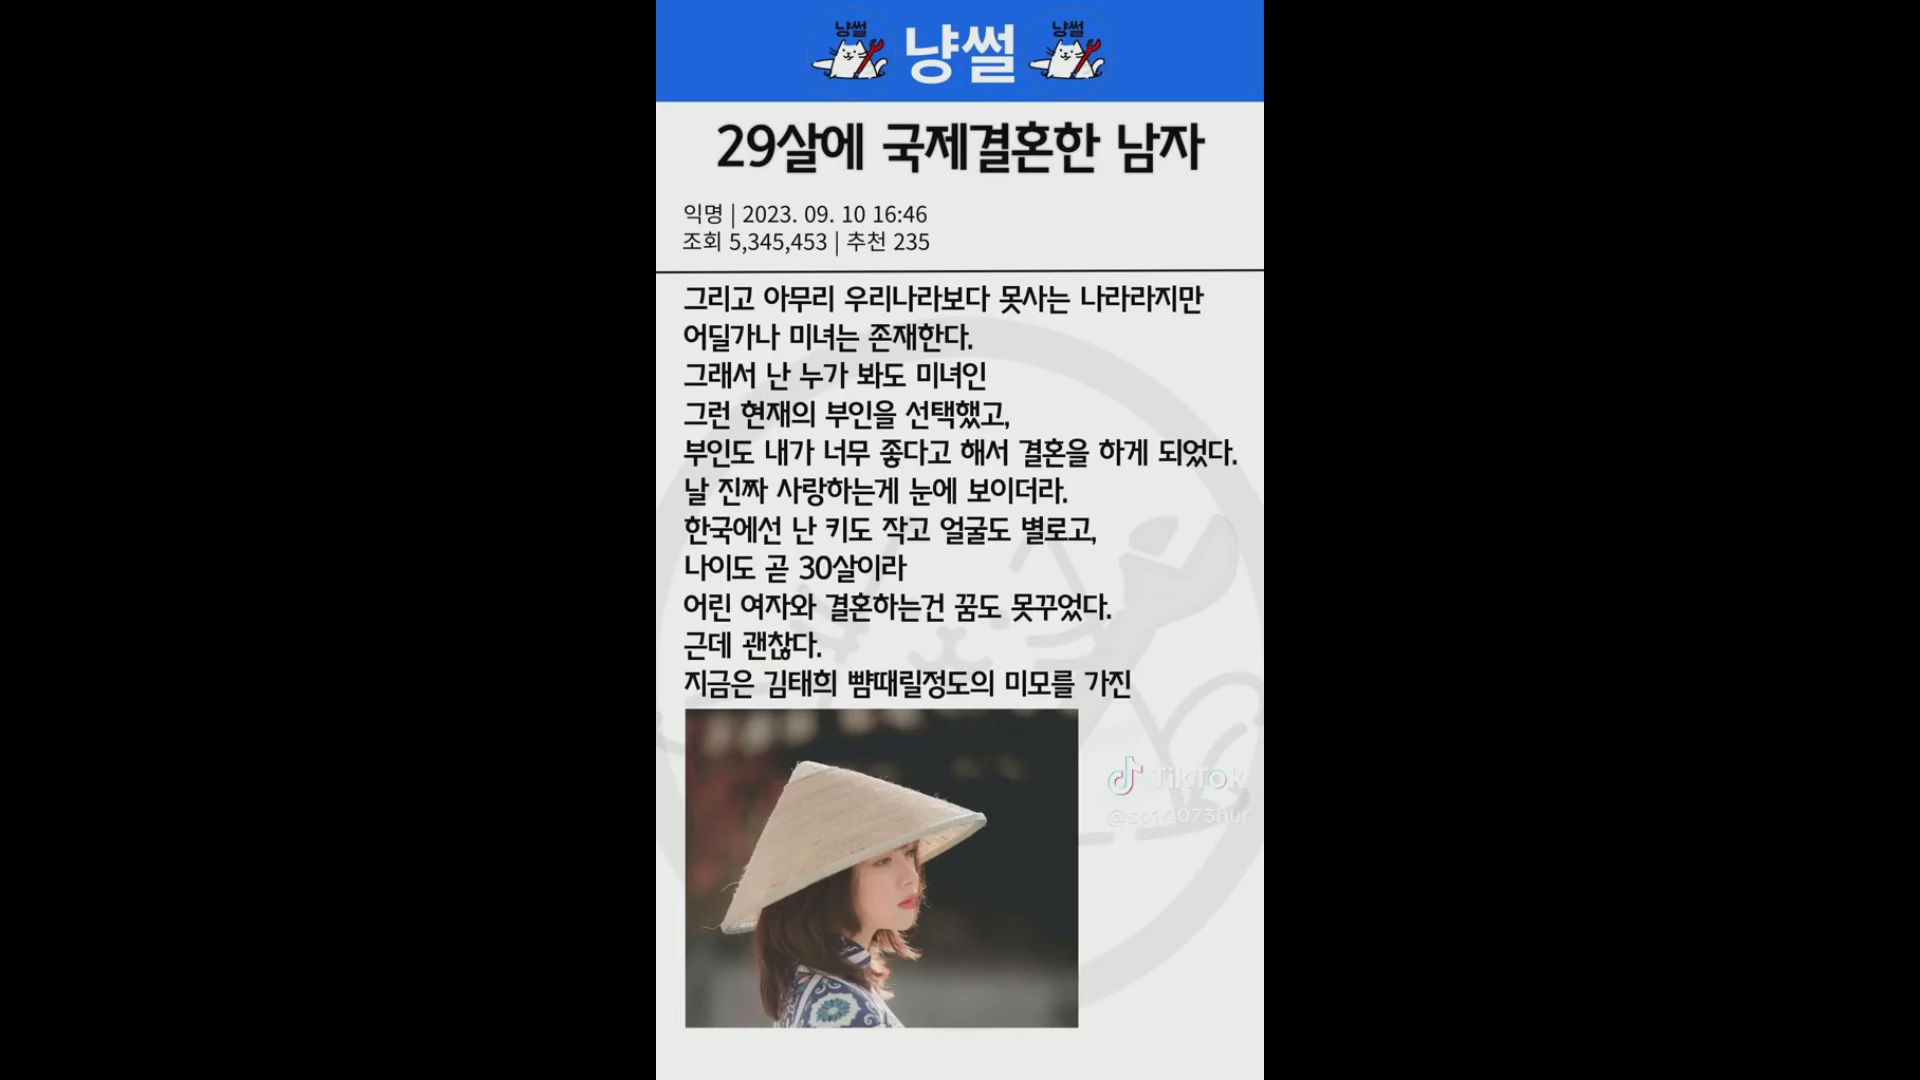 냥썰
냥썰
냥썰
29살에 국제결혼한 남자
익명 | 2023. 09. 10 16:46
조회 5,345,453 | 추천 235
그리고 아무리 우리나라보다 못사는 나라라지만
어딜가나 미녀는 존재한다.
그래서 난 누가 봐도 미녀인
그런 현재의 부인을 선택했고,
부인도 내가 너무 좋다고 해서 결혼을 하게 되었다.
날 진짜 사랑하는게 눈에 보이더라.
한국에선 난 키도 작고 얼굴도 별로고,
나이도 곧 30살이라
어린 여자와 결혼하는건 꿈도 못꾸었다.
근데 괜찮다.
지금은 김태희 뺨때릴정도의 미모를 가진
TikTok